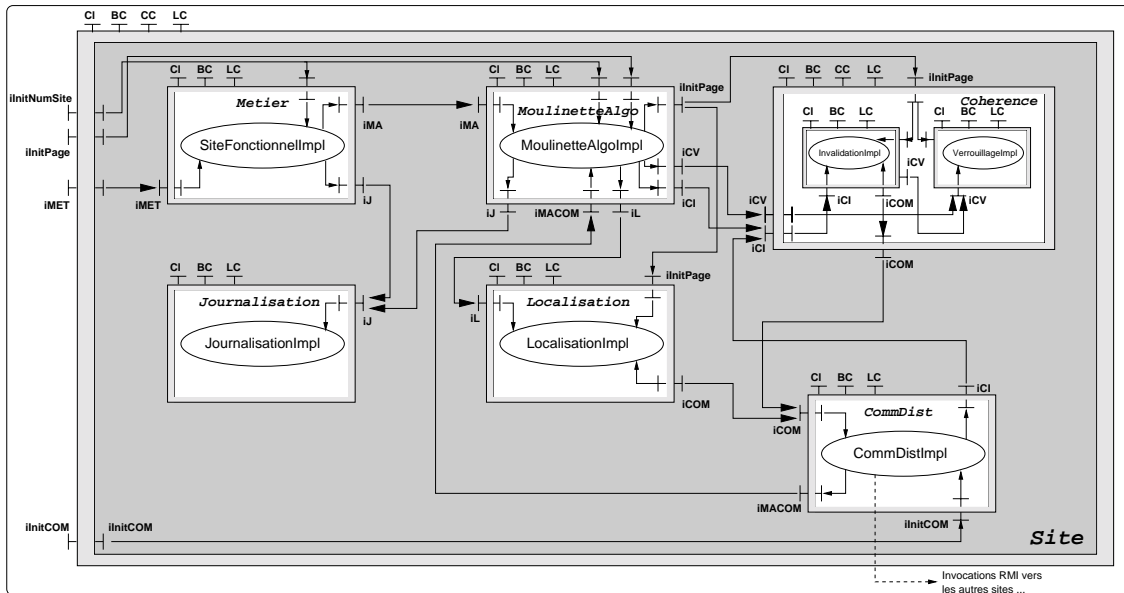 CI BC CC LC
iInitNumSite
iInitPage
iMET
iMET
CI BC LC
Metier
SiteFonctionnelImpl
iMA
iJ
iMA
CI BC LC
MoulinetteAlgo
MoulinetteAlgoImpl
iInitPage
iCV
iCI
iJ
iMACOM
iL
CI BC CC LC
iInitPage
Coherence
CI BC LC
InvalidationImpl
iCV
CI BC LC
VerrouillageImpl
iCI
iCOM
iCV
iCV
iCI
iCOM
CI BC LC
Journalisation
iJ
JournalisationImpl
CI BC LC
iInitPage
Localisation
iL
LocalisationImpl
iCOM
CI BC LC
iCI
CommDist
iCOM
CommDistImpl
iMACOM
iInitCOM
iInitCOM
iInitCOM
Site
Invocations RMI vers
les autres sites ...